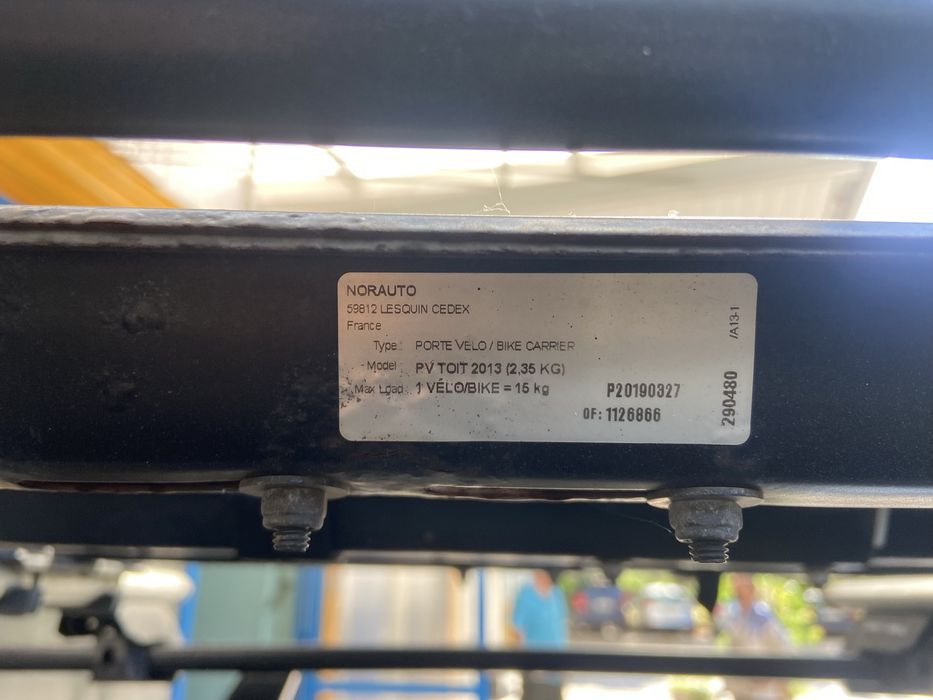 NORAUTO
59812 LESQUIN CEDEX
France
Type : PORTE VELO / BIKE CARRIER
Model : PV TOIT 2013 (2,35 KG)
Max Load : 1 VÉLO/BIKE = 15 kg
P20190327
OF: 1126866
290480
/A13-1